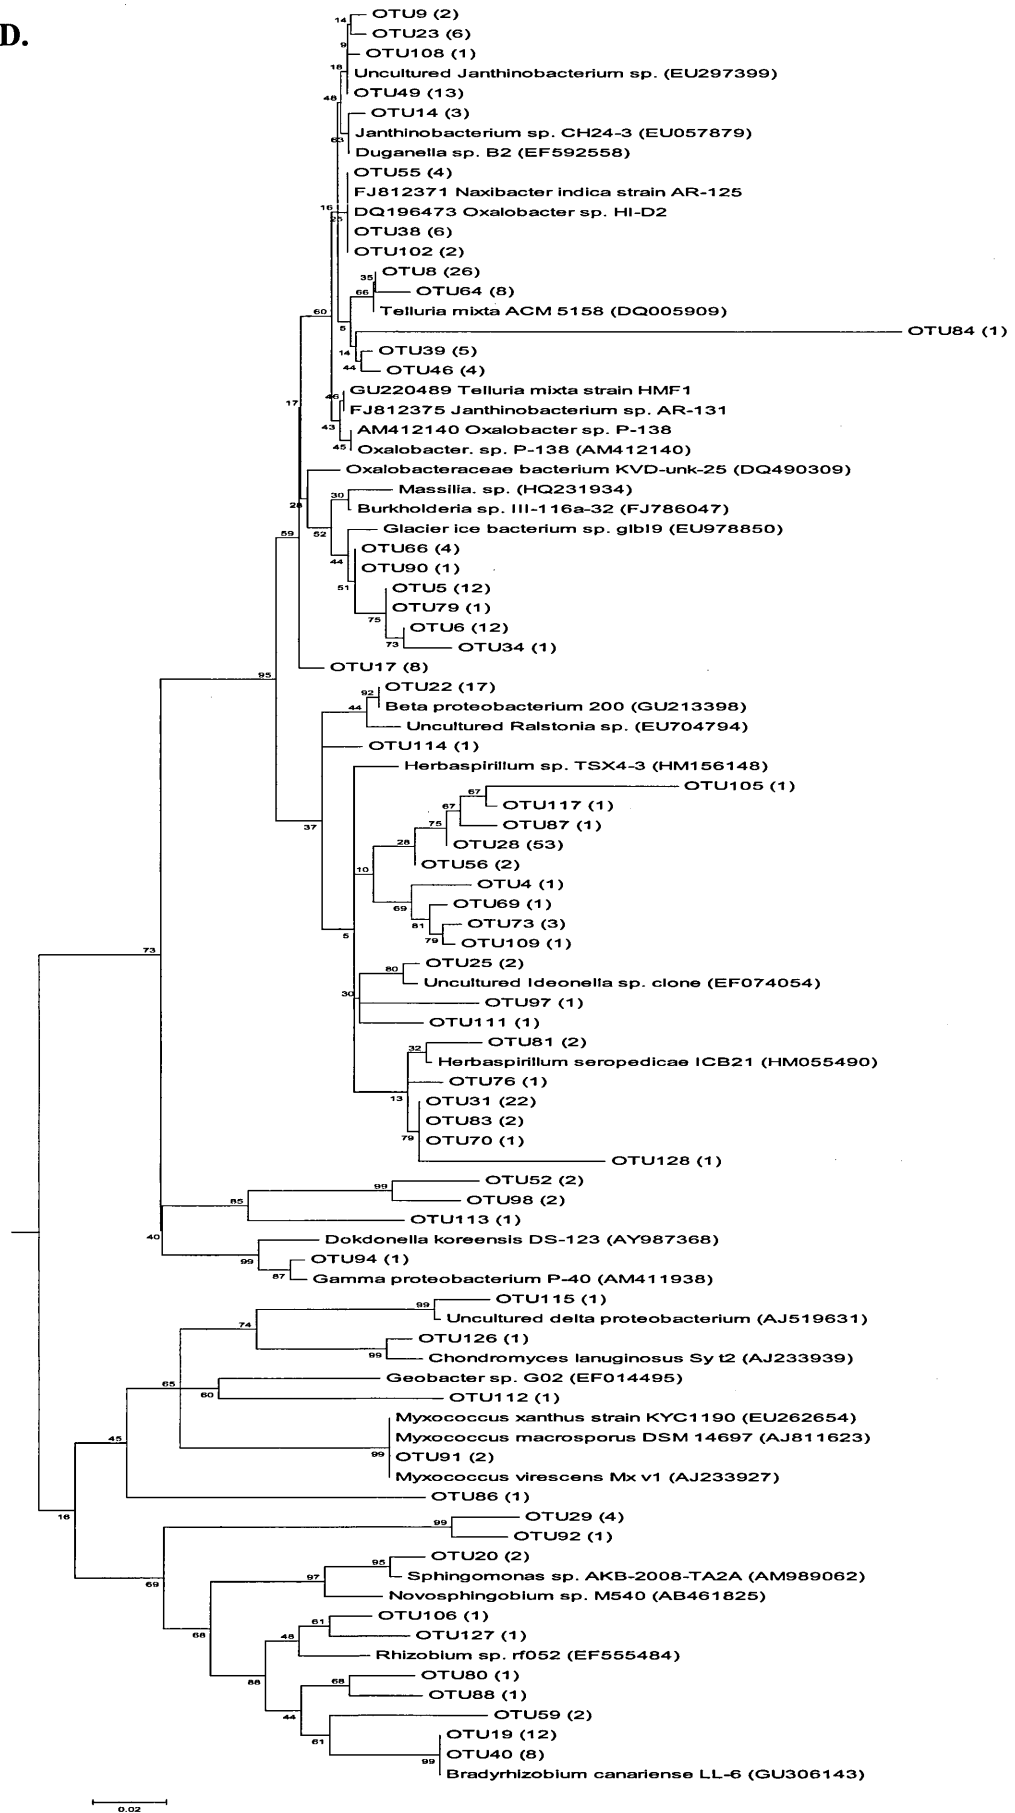 D.
OTU9 (2)
14
OTU23 (6)
9
OTU108 (1)
18
Uncultured Janthinobacterium sp. (EU297399)
OTU49 (13)
48
OTU14 (3)
Janthinobacterium sp. CH24-3 (EU057879)
63
Duganella sp. B2 (EF592558)
OTU55 (4)
FJ812371 Naxibacter indica strain AR-125
16
DQ196473 Oxalobacter sp. HI-D2
25
OTU38 (6)
OTU102 (2)
OTU8 (26)
35
OTU64 (8)
66
Telluria mixta ACM 5158 (DQ005909)
60
5
OTU84 (1)
OTU39 (5)
14
OTU46 (4)
44
GU220489 Telluria mixta strain HMF1
46
17
FJ812375 Janthinobacterium sp. AR-131
43
AM412140 Oxalobacter sp. P-138
45
Oxalobacter. sp. P-138 (AM412140)
Oxalobacteraceae bacterium KVD-unk-25 (DQ490309)
Massilia. sp. (HQ231934)
30
28
Burkholderia sp. III-116a-32 (FJ786047)
59
52
Glacier ice bacterium sp. glbl9 (EU978850)
OTU66 (4)
44
OTU90 (1)
51
OTU5 (12)
OTU79 (1)
75
OTU6 (12)
73
OTU34 (1)
OTU17 (8)
95
OTU22 (17)
92
Beta proteobacterium 200 (GU213398)
44
Uncultured Ralstonia sp. (EU704794)
OTU114 (1)
Herbaspirillum sp. TSX4-3 (HM156148)
OTU105 (1)
67
OTU117 (1)
67
OTU87 (1)
75
37
OTU28 (53)
28
OTU56 (2)
10
OTU4 (1)
OTU69 (1)
69
OTU73 (3)
81
OTU109 (1)
79
5
73
OTU25 (2)
80
Uncultured Ideonella sp. clone (EF074054)
30
OTU97 (1)
OTU111 (1)
OTU81 (2)
32
Herbaspirillum seropedicae ICB21 (HM055490)
OTU76 (1)
13
OTU31 (22)
OTU83 (2)
OTU70 (1)
79
OTU128 (1)
OTU52 (2)
99
OTU98 (2)
85
OTU113 (1)
40
Dokdonella koreensis DS-123 (AY987368)
OTU94 (1)
99
Gamma proteobacterium P-40 (AM411938)
87
OTU115 (1)
99
Uncultured delta proteobacterium (AJ519631)
74
OTU126 (1)
Chondromyces lanuginosus Sy t2 (AJ233939)
99
Geobacter sp. G02 (EF014495)
65
OTU112 (1)
60
Myxococcus xanthus strain KYC1190 (EU262654)
Myxococcus macrosporus DSM 14697 (AJ811623)
45
OTU91 (2)
99
Myxococcus virescens Mx v1 (AJ233927)
OTU86 (1)
16
OTU29 (4)
99
OTU92 (1)
OTU20 (2)
95
Sphingomonas sp. AKB-2008-TA2A (AM989062)
97
69
Novosphingobium sp. M540 (AB461825)
OTU106 (1)
61
OTU127 (1)
68
48
Rhizobium sp. rf052 (EF555484)
OTU80 (1)
68
88
OTU88 (1)
OTU59 (2)
44
OTU19 (12)
61
OTU40 (8)
99
Bradyrhizobium canariense LL-6 (GU306143)
0.02